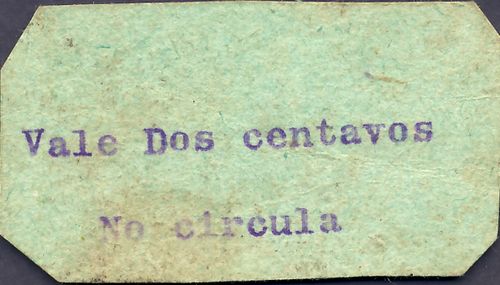 Vale Dos centavos
No circula